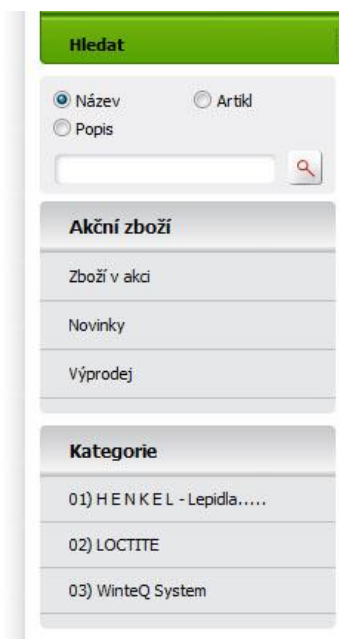 Hledat
Název Artikl
Popis
Akční zboží
Zboží v akci
Novinky
Výprodej
Kategorie
01) H E N K E L - Lepidla.....
02) LOCTITE
03) WinteQ System